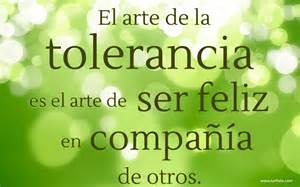 El arte de la
tolerancia
es el arte de ser feliz
en compañía
de otros.